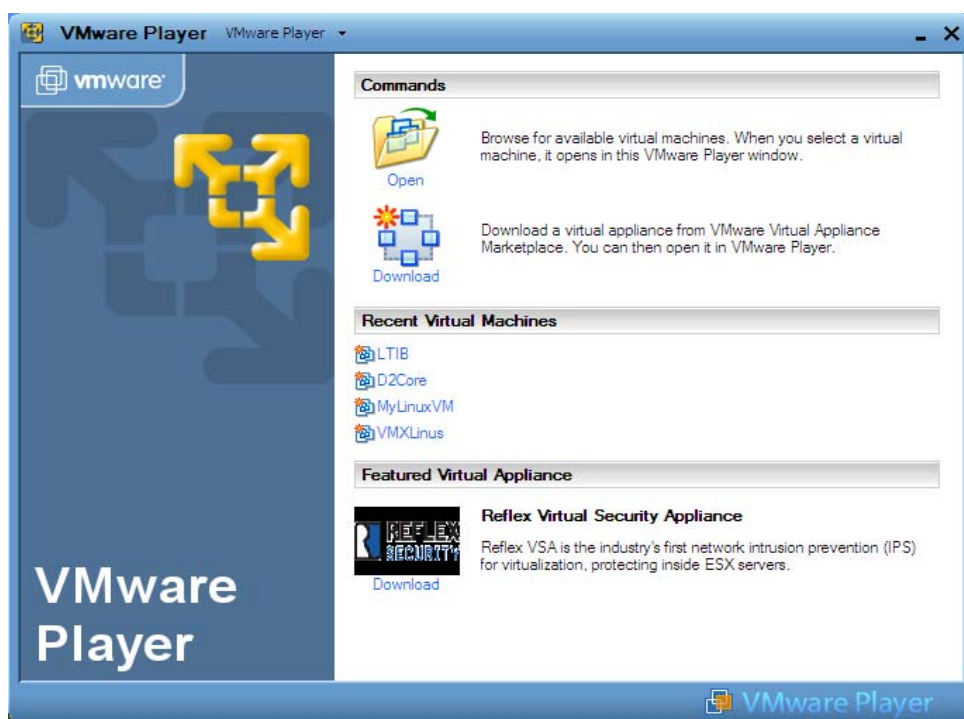 VMware Player VMware Player
vmware
Commands
Open
Browse for available virtual machines. When you select a virtual
machine, it opens in this VMware Player window.
Download
Download a virtual appliance from VMware Virtual Appliance
Marketplace. You can then open it in VMware Player.
Recent Virtual Machines
LTIB
D2Core
MyLinuxVM
VMXLinus
Featured Virtual Appliance
REFLEX
SECURITY
Download
Reflex Virtual Security Appliance
Reflex VSA is the industry's first network intrusion prevention (IPS)
for virtualization, protecting inside ESX servers.
VMware
Player
VMware Player